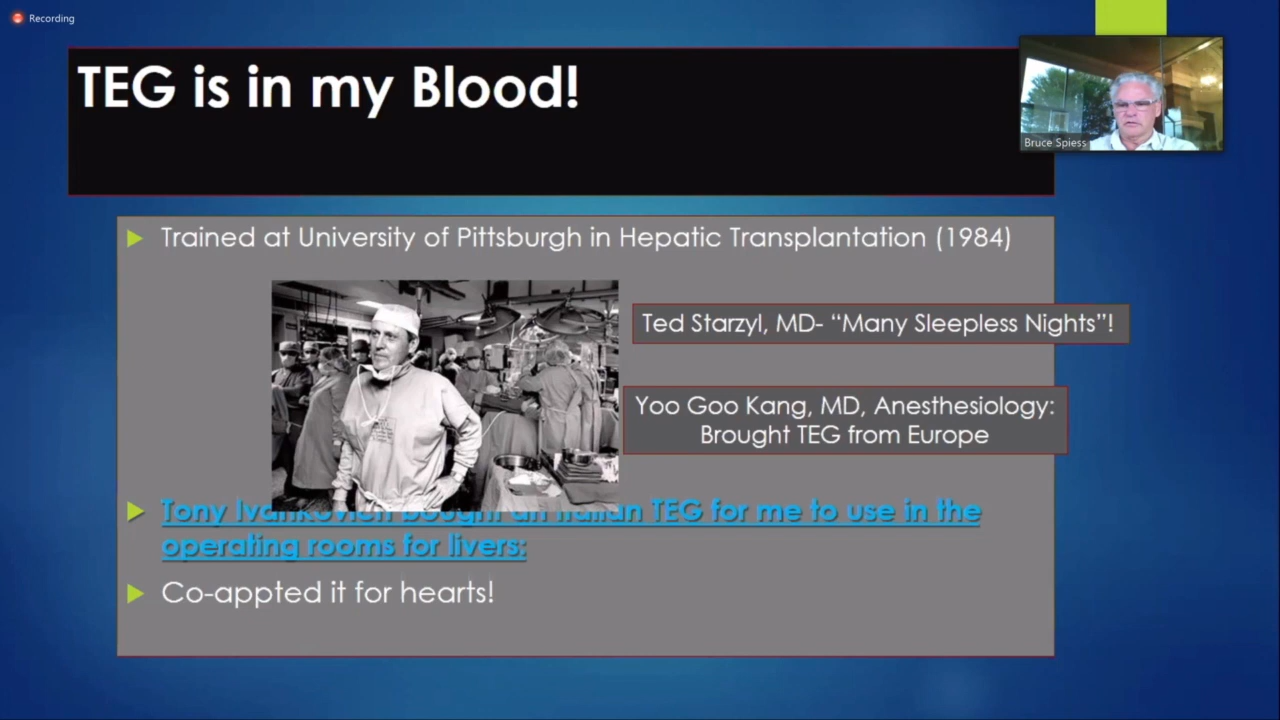 Recording
TEG is in my Blood!
Bruce Spiess
Trained at University of Pittsburgh in Hepatic Transplantation (1984)
Ted Starzyl, MD- “Many Sleepless Nights”!
Yoo Goo Kang, MD, Anesthesiology:
Brought TEG from Europe
Tony Ivankovich bought an Italian TEG for me to use in the
operating rooms for livers:
Co-appted it for hearts!